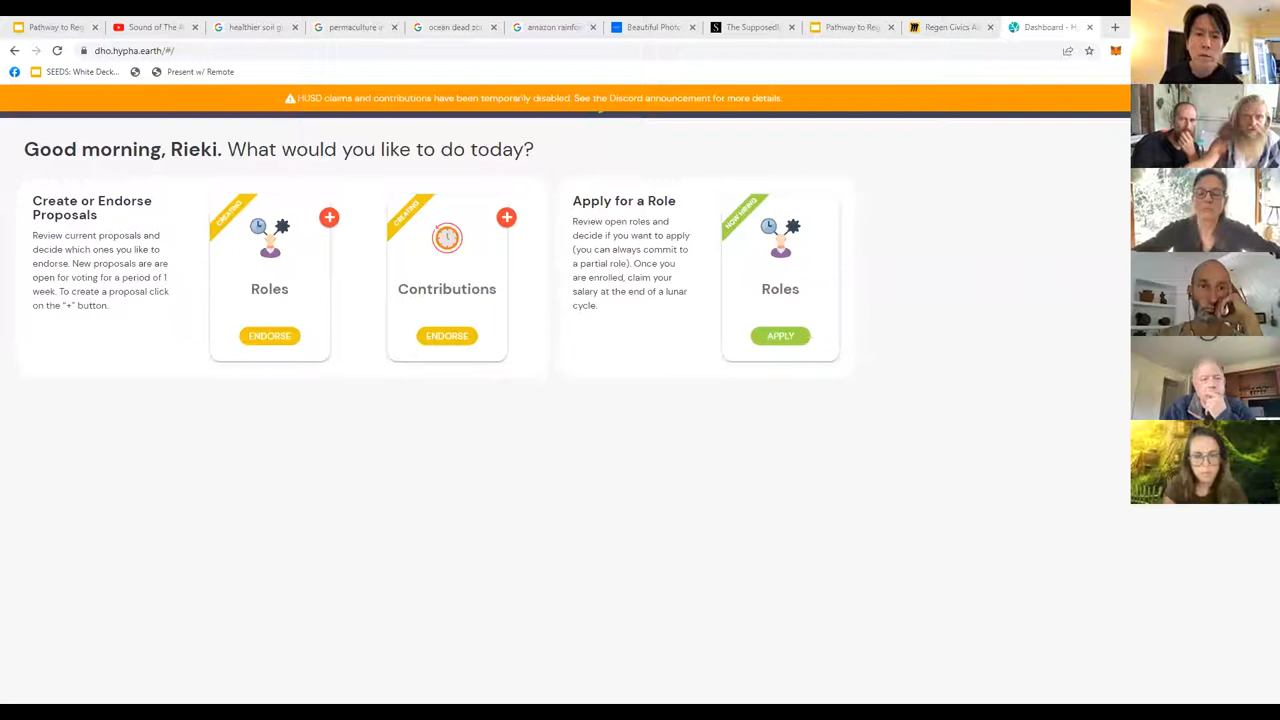 Pathway to Reg
Sound of The A
healthier soil g
permaculture i
ocean dead zo
amazon rainfor
Beautiful Photo
The Supposedl
Pathway to Reg
Regen Civics Al
Dashboard - H
dho.hypha.earth/#/
SEEDS: White Deck...
Present w/ Remote
HUSD claims and contributions have been temporarily disabled. See the Discord announcement for more details.
Good morning, Rieki. What would you like to do today?
Create or Endorse
Proposals
Review current proposals and
decide which ones you like to
endorse. New proposals are are
open for voting for a period of 1
week. To create a proposal click
on the "+" button.
CREATING
Roles
ENDORSE
CREATING
Contributions
ENDORSE
Apply for a Role
Review open roles and
decide if you want to apply
(you can always commit to
a partial role). Once you
are enrolled, claim your
salary at the end of a lunar
cycle.
NOW HIRING
Roles
APPLY